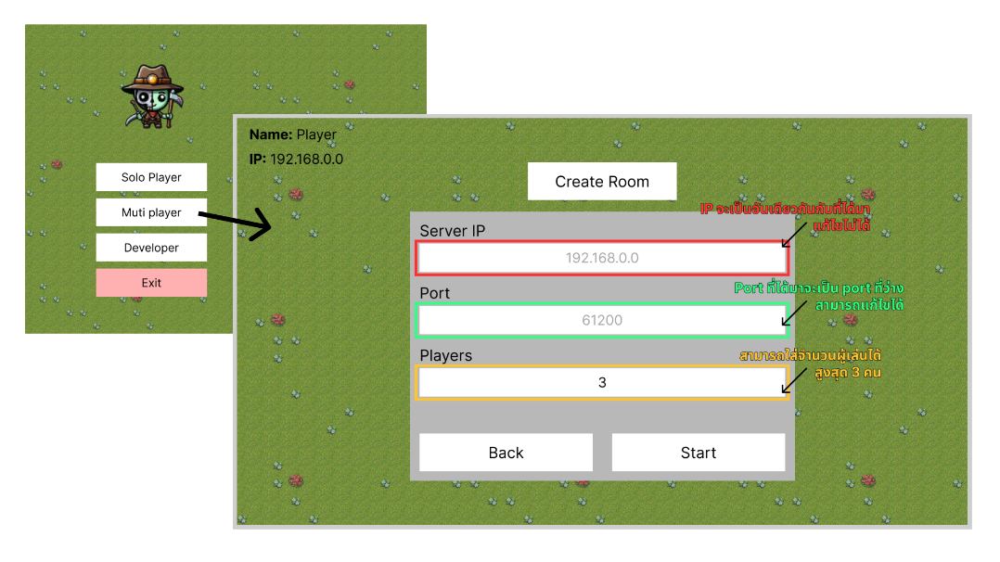 Solo Player
Muti player
Developer
Exit
Name: Player
IP: 192.168.0.0
Create Room
IP จะเป็นอันเดียวกันกับที่ได้มา
แก้ไขไม่ได้
Server IP
192.168.0.0
Port ที่ได้มาจะเป็น port ที่ว่าง
สามารถแก้ไขได้
Port
61200
สามารถใส่จำนวนผู้เล่นได้
สูงสุด 3 คน
Players
3
Back
Start